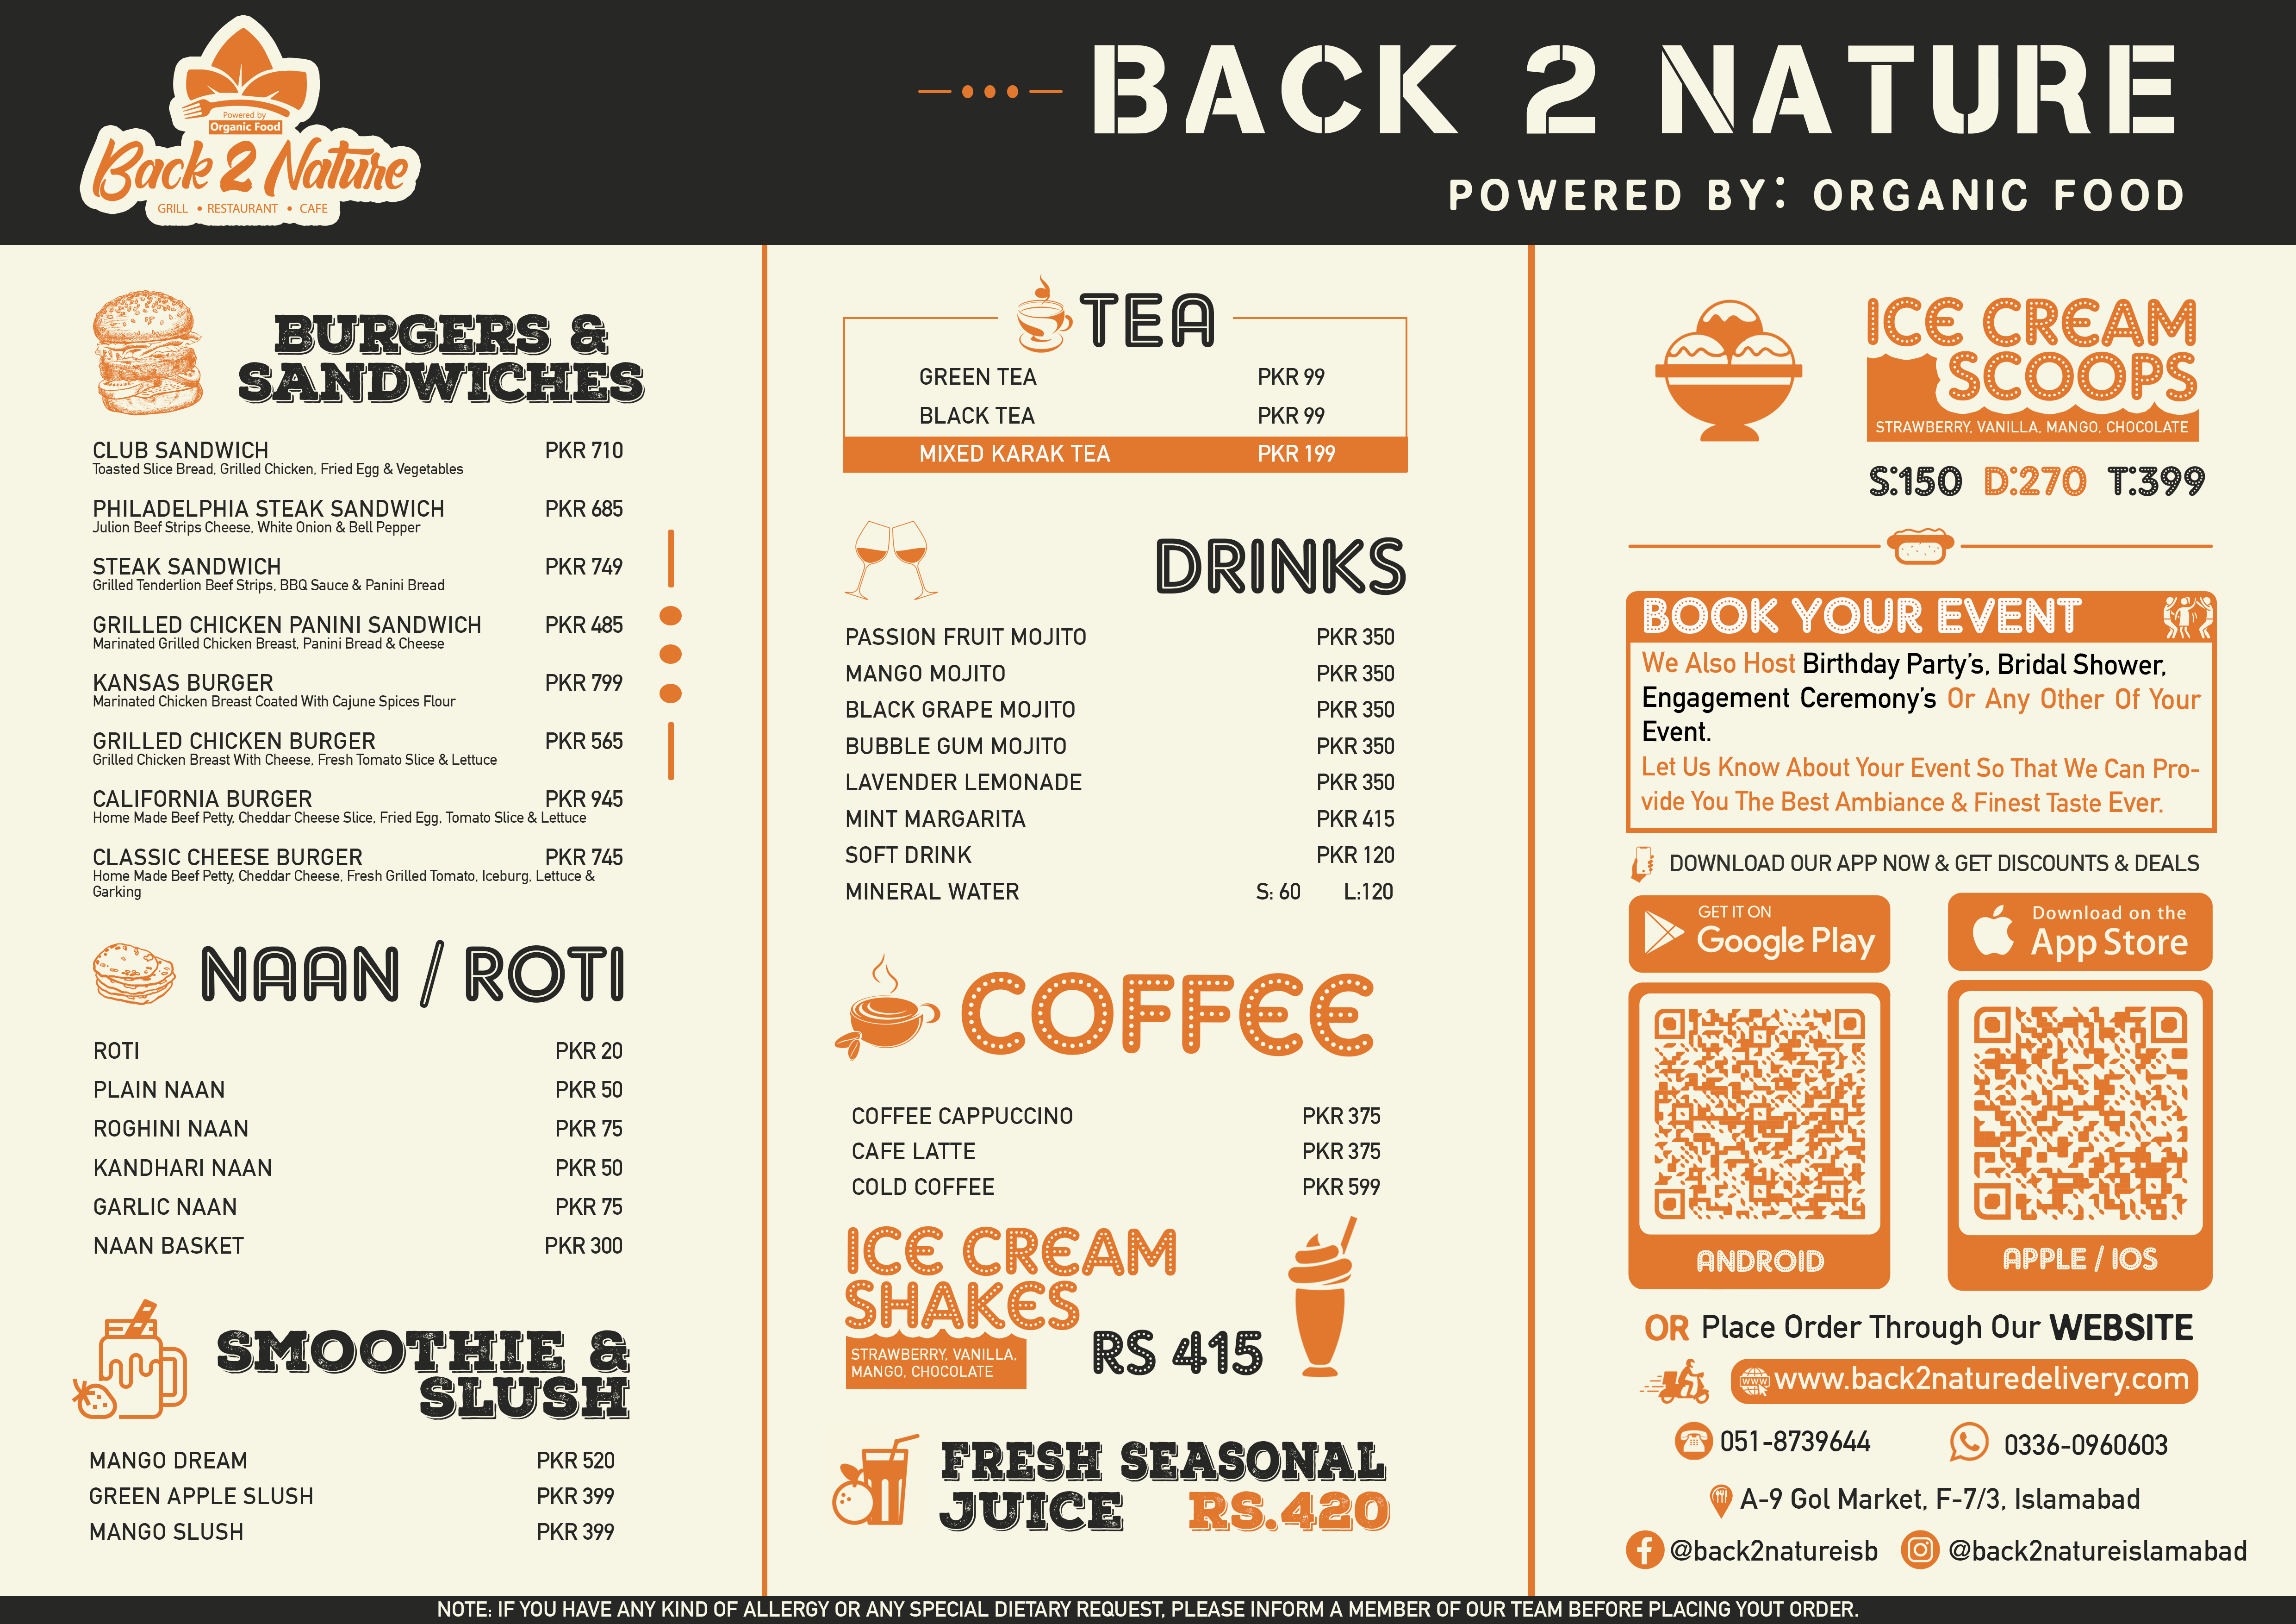 Powered by
Organic Food
Back 2 Nature
GRILL • RESTAURANT • CAFE
BACK 2 NATURE
POWERED BY: ORGANIC FOOD
BURGERS &
SANDWICHES
CLUB SANDWICH PKR 710
Toasted Slice Bread, Grilled Chicken, Fried Egg & Vegetables
PHILADELPHIA STEAK SANDWICH PKR 685
Julion Beef Strips Cheese, White Onion & Bell Pepper
STEAK SANDWICH PKR 749
Grilled Tenderlion Beef Strips, BBQ Sauce & Panini Bread
GRILLED CHICKEN PANINI SANDWICH PKR 485
Marinated Grilled Chicken Breast, Panini Bread & Cheese
KANSAS BURGER PKR 799
Marinated Chicken Breast Coated With Cajune Spices Flour
GRILLED CHICKEN BURGER PKR 565
Grilled Chicken Breast With Cheese, Fresh Tomato Slice & Lettuce
CALIFORNIA BURGER PKR 945
Home Made Beef Petty, Cheddar Cheese Slice, Fried Egg, Tomato Slice & Lettuce
CLASSIC CHEESE BURGER PKR 745
Home Made Beef Petty, Cheddar Cheese, Fresh Grilled Tomato, Iceburg, Lettuce &
Garking
NAAN / ROTI
ROTI PKR 20
PLAIN NAAN PKR 50
ROGHINI NAAN PKR 75
KANDHARI NAAN PKR 50
GARLIC NAAN PKR 75
NAAN BASKET PKR 300
SMOOTHIE &
SLUSH
MANGO DREAM PKR 520
GREEN APPLE SLUSH PKR 399
MANGO SLUSH PKR 399
TEA
GREEN TEA PKR 99
BLACK TEA PKR 99
MIXED KARAK TEA PKR 199
DRINKS
PASSION FRUIT MOJITO PKR 350
MANGO MOJITO PKR 350
BLACK GRAPE MOJITO PKR 350
BUBBLE GUM MOJITO PKR 350
LAVENDER LEMONADE PKR 350
MINT MARGARITA PKR 415
SOFT DRINK PKR 120
MINERAL WATER S: 60 L:120
COFFEE
COFFEE CAPPUCCINO PKR 375
CAFE LATTE PKR 375
COLD COFFEE PKR 599
ICE CREAM
SHAKES
STRAWBERRY, VANILLA,
MANGO, CHOCOLATE
RS 415
FRESH SEASONAL
JUICE RS.420
ICE CREAM
SCOOPS
STRAWBERRY, VANILLA, MANGO, CHOCOLATE
S:150 D:270 T:399
BOOK YOUR EVENT
We Also Host Birthday Party's, Bridal Shower,
Engagement Ceremony's Or Any Other Of Your
Event.
Let Us Know About Your Event So That We Can Pro-
vide You The Best Ambiance & Finest Taste Ever.
DOWNLOAD OUR APP NOW & GET DISCOUNTS & DEALS
GET IT ON
Google Play
Download on the
App Store
ANDROID
APPLE / IOS
OR Place Order Through Our WEBSITE
www
www.back2naturedelivery.com
051-8739644 0336-0960603
A-9 Gol Market, F-7/3, Islamabad
@back2natureisb @back2natureislamabad
NOTE: IF YOU HAVE ANY KIND OF ALLERGY OR ANY SPECIAL DIETARY REQUEST, PLEASE INFORM A MEMBER OF OUR TEAM BEFORE PLACING YOUT ORDER.